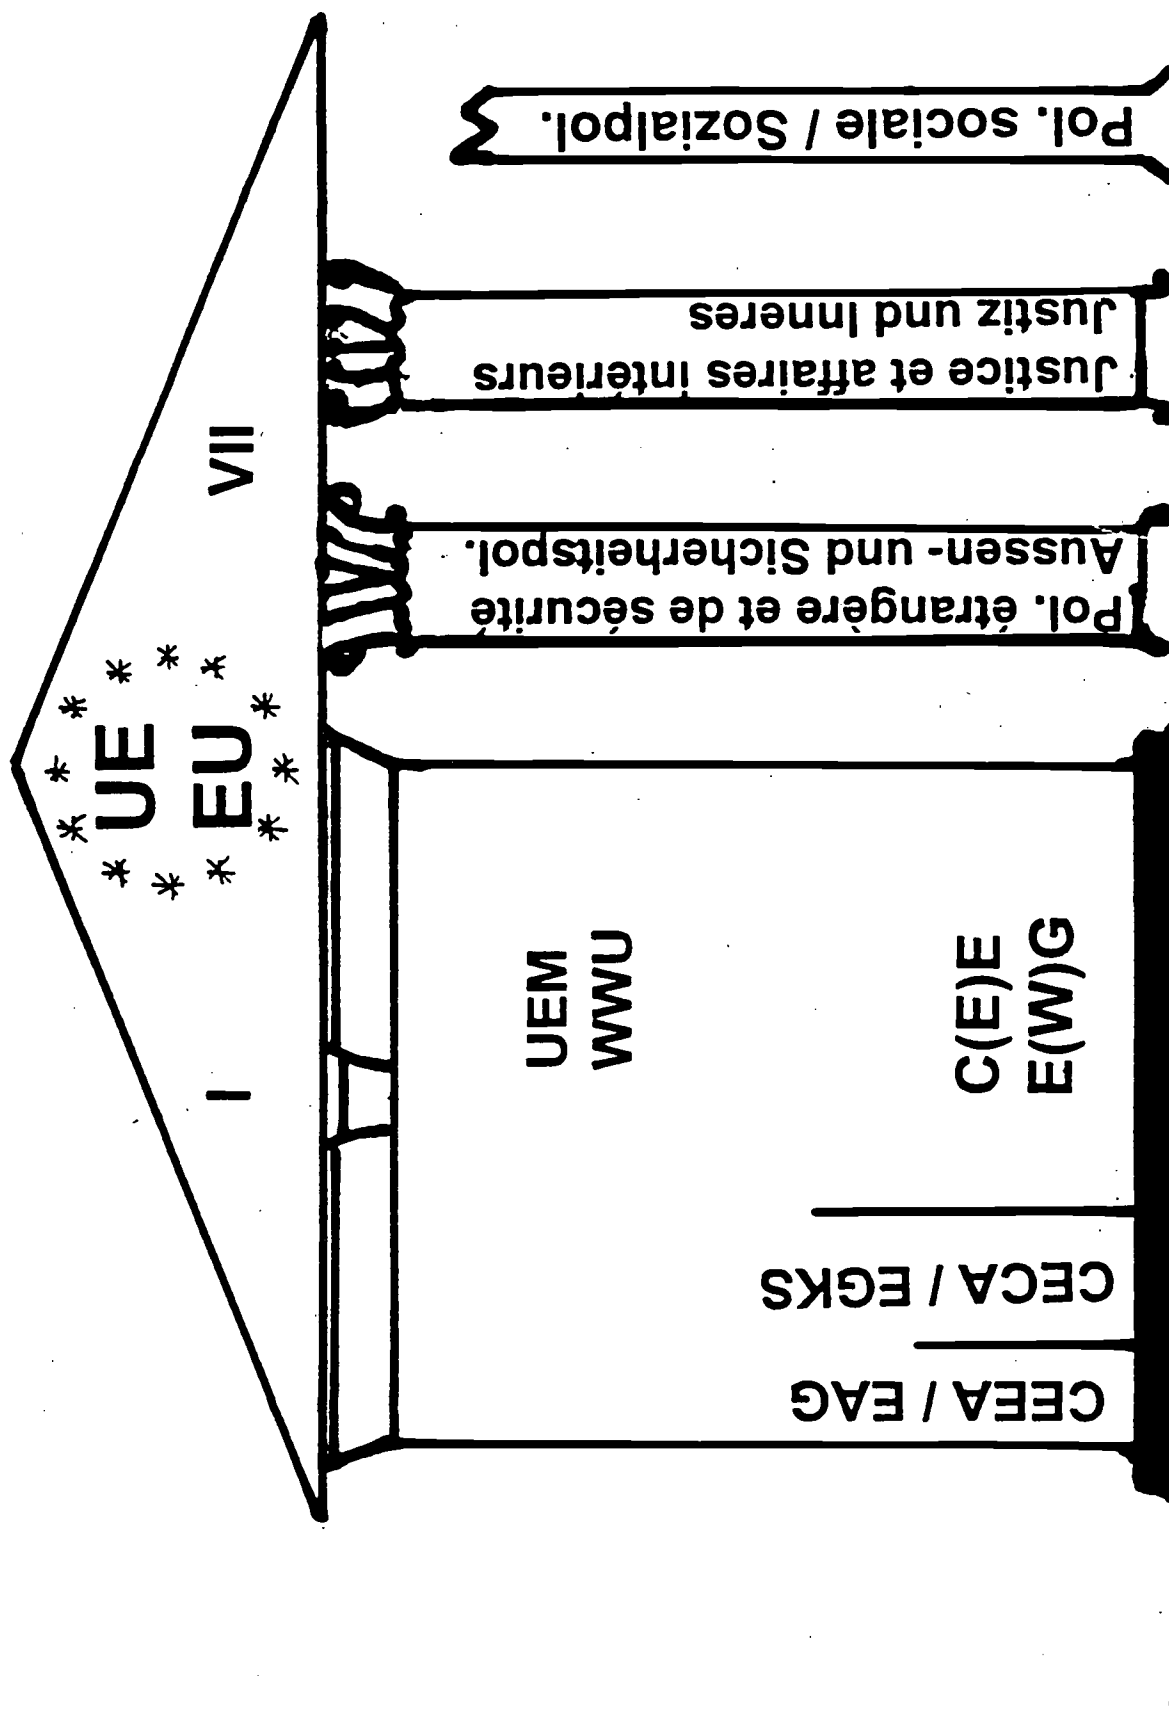 UE
EU
I
VII
UEM
WWU
C(E)E
E(W)G
CEEA / EAG
CECA / EGKS
Pol. étrangère et de sécurité
Aussen- und Sicherheitspol.
Justice et affaires intérieurs
Justiz und Inneres
Pol. sociale / Sozialpol.